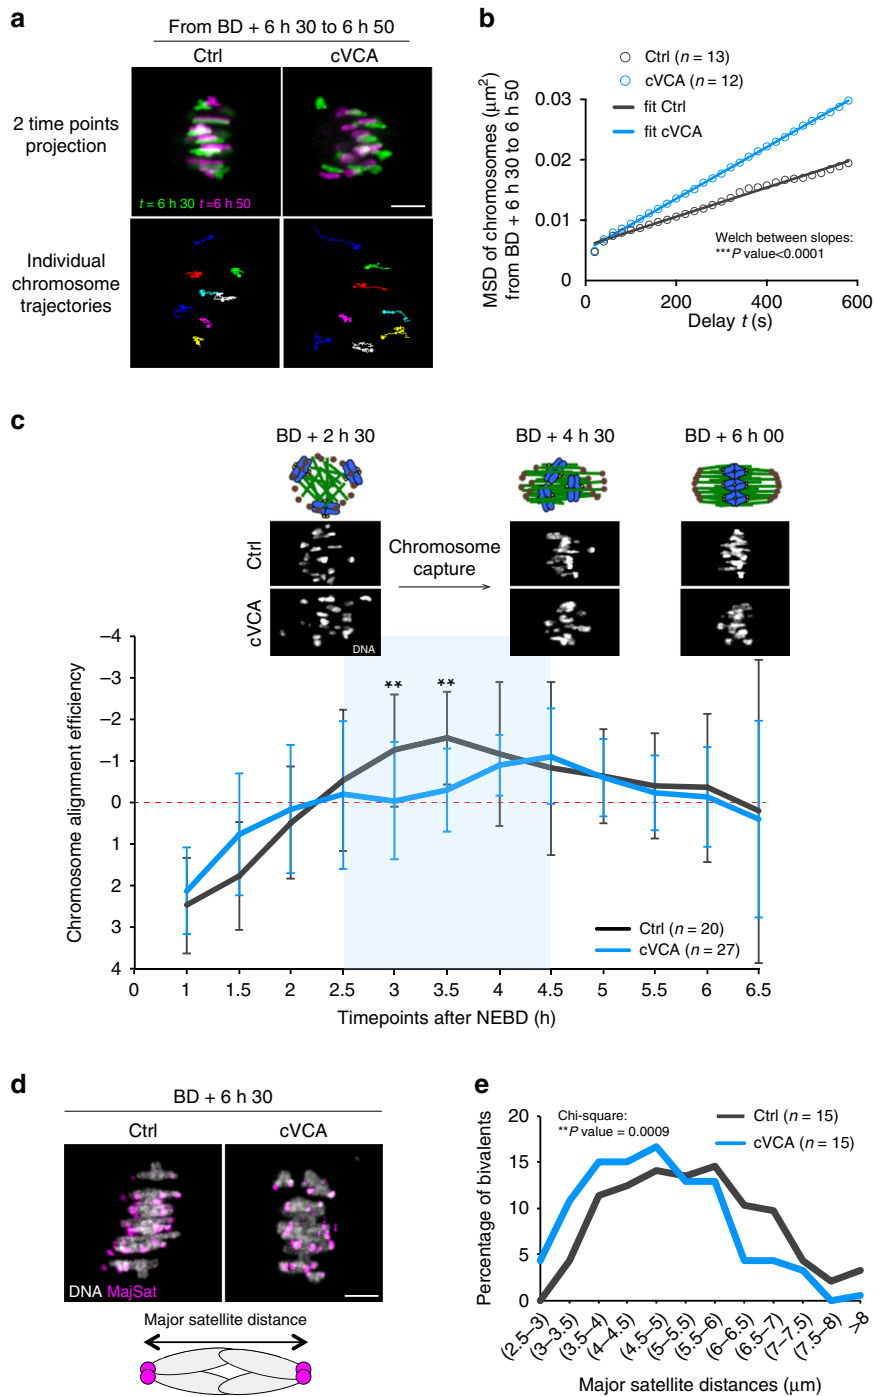 a
From BD + 6 h 30 to 6 h 50
Ctrl
cVCA
2 time points
projection
t = 6 h 30 t=6 h 50
Individual
chromosome
trajectories
b
Ctrl (n = 13)
cVCA (n = 12)
fit Ctrl
fit cVCA
MSD of chromosomes (μm²)
from BD + 6 h 30 to 6 h 50
0.03
0.02
0.01
0
Welch between slopes:
***P value<0.0001
200
400
600
Delay t (s)
c
BD + 2 h 30
BD + 4 h 30
BD + 6 h 00
Ctrl
cVCA
Chromosome
capture
DNA
Chromosome alignment efficiency
–4
–3
–2
–1
0
1
2
3
4
**
**
Ctrl (n = 20)
cVCA (n = 27)
0
1
1.5
2
2.5
3
3.5
4
4.5
5
5.5
6
6.5
Timepoints after NEBD (h)
d
BD + 6 h 30
Ctrl
cVCA
DNA MajSat
Major satellite distance
e
Chi-square:
**P value = 0.0009
Ctrl (n = 15)
cVCA (n = 15)
Percentage of bivalents
20
15
10
5
0
(2.5–3)
(3–3.5)
(3.5–4)
(4–4.5)
(4.5–5)
(5–5.5)
(5.5–6)
(6–6.5)
(6.5–7)
(7–7.5)
(7.5–8)
>8
Major satellite distances (μm)